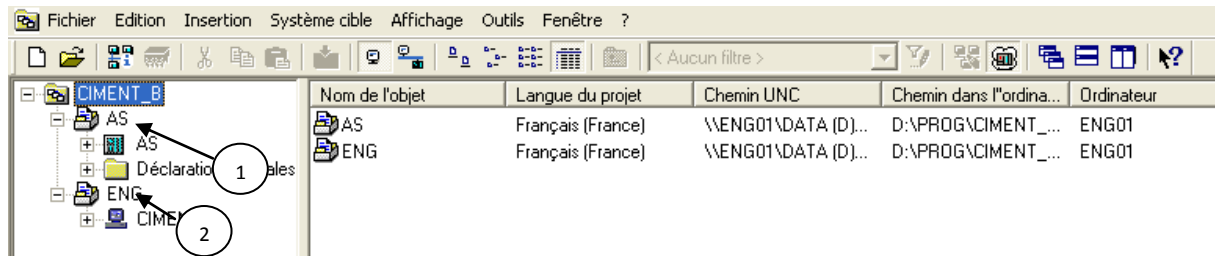 Fichier Edition Insertion Système cible Affichage Outils Fenêtre ?
< Aucun filtre >
CIMENT_B
AS
AS
Déclaratio ales
ENG
CIME
1
2
Nom de l'objet Langue du projet Chemin UNC Chemin dans l"ordina... Ordinateur
AS Français (France) \\ENG01\DATA (D)... D:\PROG\CIMENT_... ENG01
ENG Français (France) \\ENG01\DATA (D)... D:\PROG\CIMENT_... ENG01